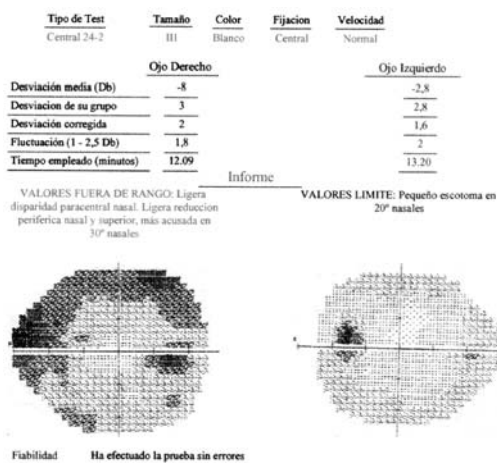 Tipo de Test Tamaño Color Fijacion Velocidad
Central 24-2 III Blanco Central Normal
Ojo Derecho Ojo Izquierdo
Desviación media (Db) -8 -2,8
Desviacion de su grupo 3 2,8
Desviación corregida 2 1,6
Fluctuación (1 - 2,5 Db) 1,8 2
Tiempo empleado (minutos) 12.09 13.20
Informe
VALORES FUERA DE RANGO: Ligera
disparidad paracentral nasal. Ligera reduccion
periferica nasal y superior, más acusada en
30º nasales
VALORES LIMITE: Pequeño escotoma en
20º nasales
Fiabilidad Ha efectuado la prueba sin errores